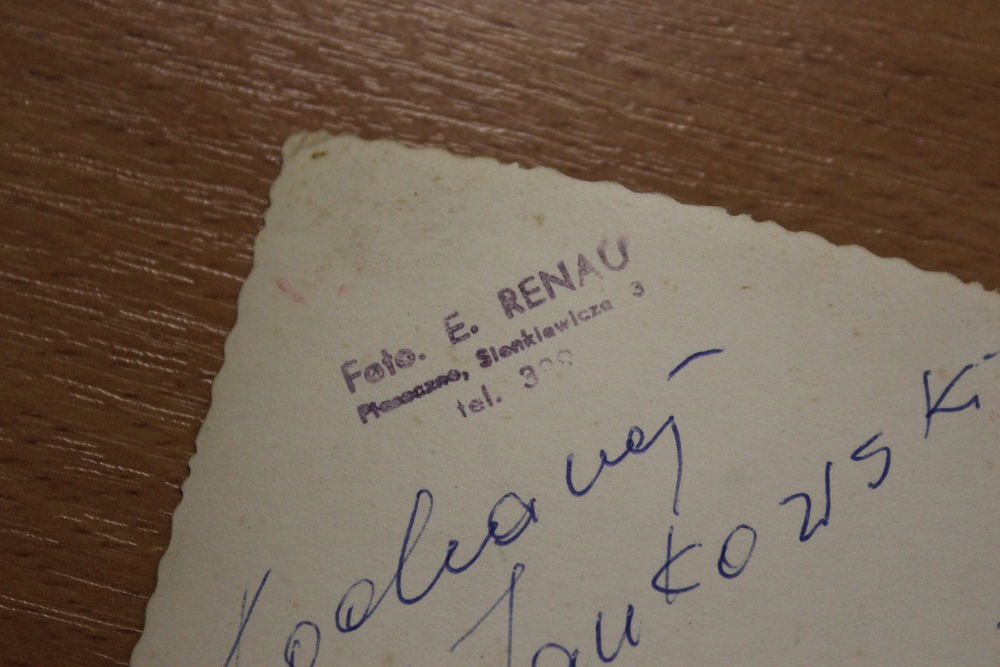 Foto. E. RENAU
Piaseczno, Sienkiewicza 3
tel.
Kochanej
Jankowski